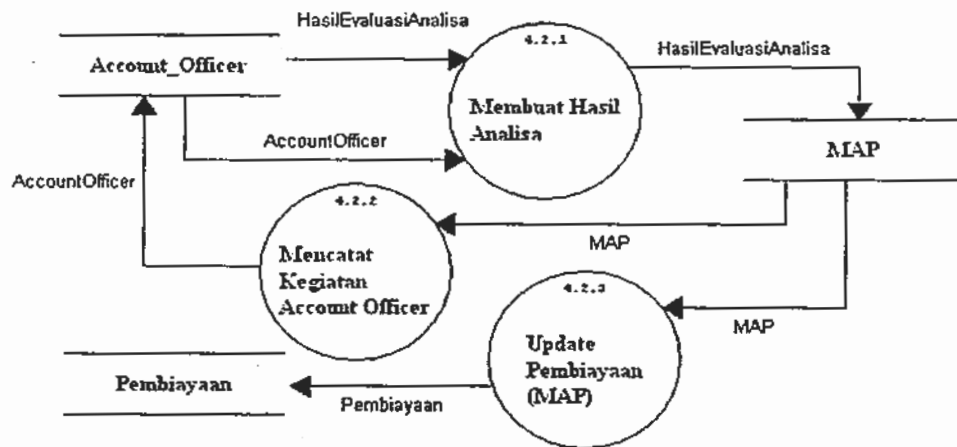 HasilEvaluasiAnalisa
4.2.1
HasilEvaluasiAnalisa
Account_Officer
Membuat Hasil
Analisa
AccountOfficer
MAP
AccountOfficer
4.2.2
MAP
Mencatat
Kegiatan
Account Officer
4.2.3
MAP
Update
Pembiayaan
(MAP)
Pembiayaan
Pembiayaan